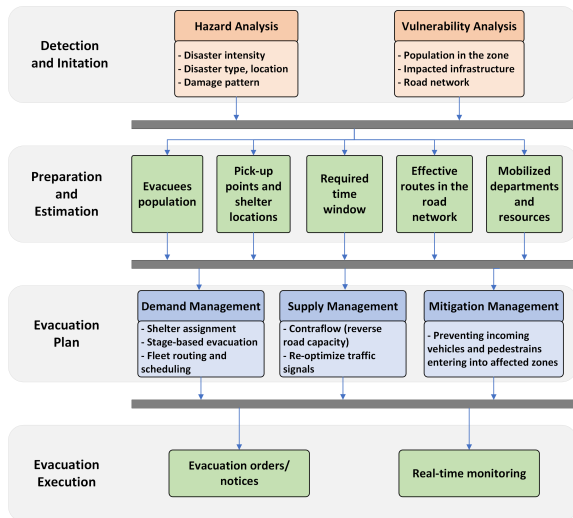 Detection
and Initation
Hazard Analysis
- Disaster intensity
- Disaster type, location
- Damage pattern
Vulnerability Analysis
- Population in the zone
- Impacted infrastructure
- Road network
Preparation
and
Estimation
Evacuees
population
Pick-up
points and
shelter
locations
Required
time
window
Effective
routes in the
road
network
Mobilized
departments
and
resources
Evacuation
Plan
Demand Management
- Shelter assignment
- Stage-based evacuation
- Fleet routing and
scheduling
Supply Management
- Contraflow (reverse
road capacity)
- Re-optimize traffic
signals
Mitigation Management
- Preventing incoming
vehicles and pedestrains
entering into affected zones
Evacuation
Execution
Evacuation orders/
notices
Real-time monitoring